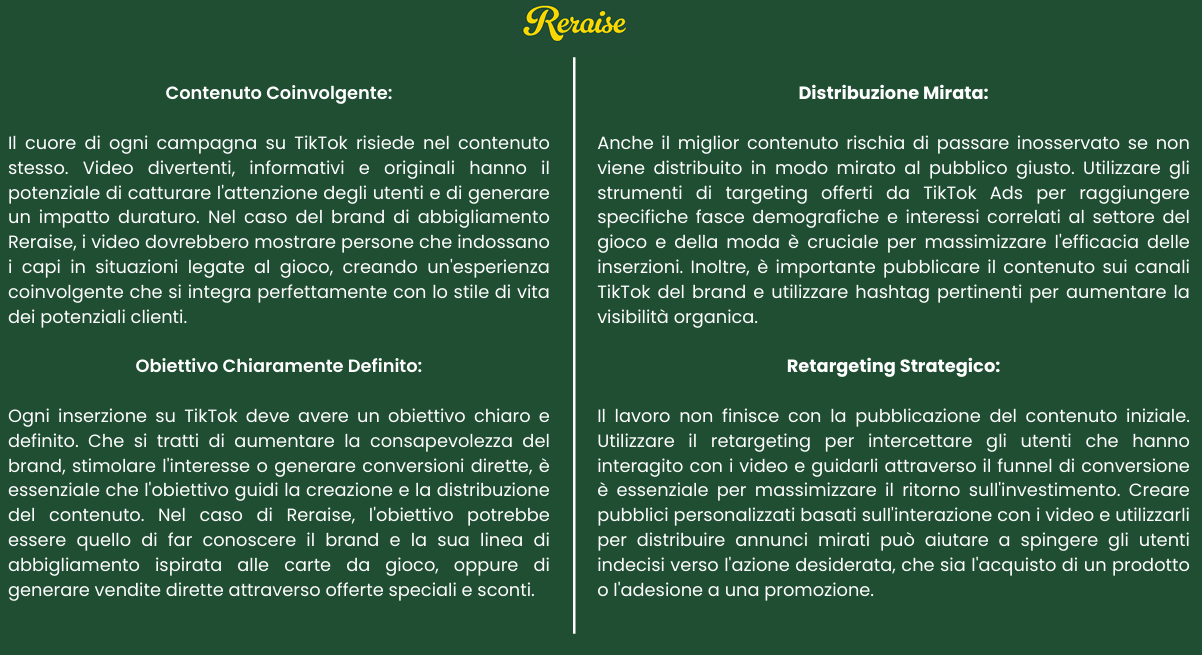 Reraise
Contenuto Coinvolgente:
Il cuore di ogni campagna su TikTok risiede nel contenuto
stesso. Video divertenti, informativi e originali hanno il
potenziale di catturare l'attenzione degli utenti e di generare
un impatto duraturo. Nel caso del brand di abbigliamento
Reraise, i video dovrebbero mostrare persone che indossano
i capi in situazioni legate al gioco, creando un'esperienza
coinvolgente che si integra perfettamente con lo stile di vita
dei potenziali clienti.
Obiettivo Chiaramente Definito:
Ogni inserzione su TikTok deve avere un obiettivo chiaro e
definito. Che si tratti di aumentare la consapevolezza del
brand, stimolare l'interesse o generare conversioni dirette, è
essenziale che l'obiettivo guidi la creazione e la distribuzione
del contenuto. Nel caso di Reraise, l'obiettivo potrebbe
essere quello di far conoscere il brand e la sua linea di
abbigliamento ispirata alle carte da gioco, oppure di
generare vendite dirette attraverso offerte speciali e sconti.
Distribuzione Mirata:
Anche il miglior contenuto rischia di passare inosservato se non
viene distribuito in modo mirato al pubblico giusto. Utilizzare gli
strumenti di targeting offerti da TikTok Ads per raggiungere
specifiche fasce demografiche e interessi correlati al settore del
gioco e della moda è cruciale per massimizzare l'efficacia delle
inserzioni. Inoltre, è importante pubblicare il contenuto sui canali
TikTok del brand e utilizzare hashtag pertinenti per aumentare la
visibilità organica.
Retargeting Strategico:
Il lavoro non finisce con la pubblicazione del contenuto iniziale.
Utilizzare il retargeting per intercettare gli utenti che hanno
interagito con i video e guidarli attraverso il funnel di conversione
è essenziale per massimizzare il ritorno sull'investimento. Creare
pubblici personalizzati basati sull'interazione con i video e utilizzarli
per distribuire annunci mirati può aiutare a spingere gli utenti
indecisi verso l'azione desiderata, che sia l'acquisto di un prodotto
o l'adesione a una promozione.